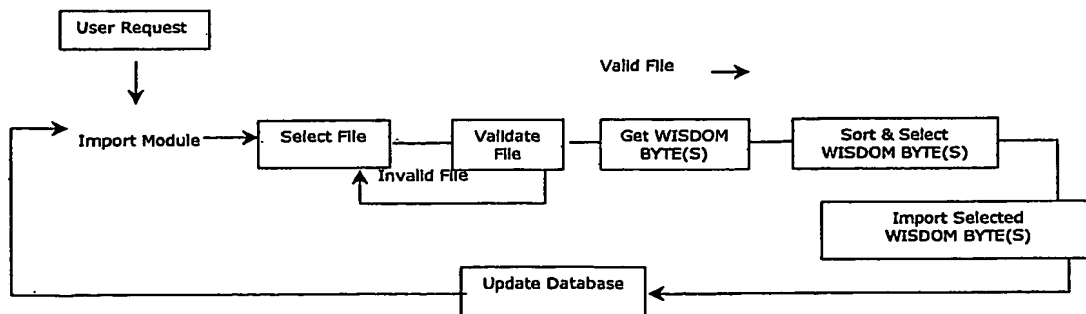 User Request
Valid File
Import Module
Select File
Validate
File
Get WISDOM
BYTE(S)
Sort & Select
WISDOM BYTE(S)
Invalid File
Import Selected
WISDOM BYTE(S)
Update Database